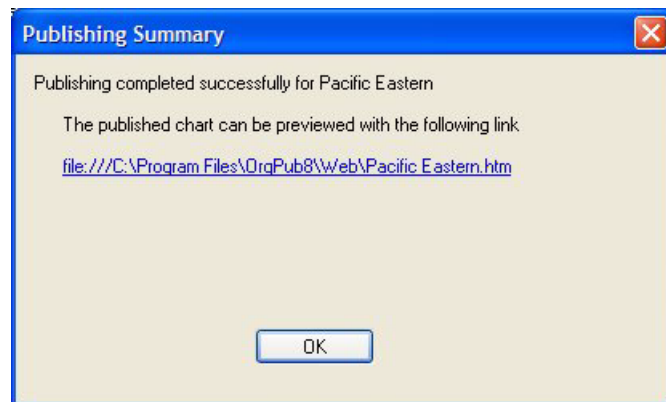 Publishing Summary
Publishing completed successfully for Pacific Eastern
The published chart can be previewed with the following link
file:///C:\Program Files\OrgPub8\Web\Pacific Eastern.htm
OK